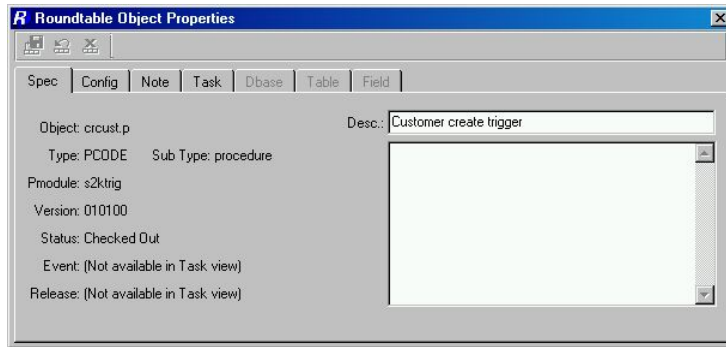 Roundtable Object Properties
Spec Config Note Task Dbase Table Field
Object: crcust.p
Desc.: Customer create trigger
Type: PCODE Sub Type: procedure
Pmodule: s2ktrig
Version: 010100
Status: Checked Out
Event: (Not available in Task view)
Release: (Not available in Task view)